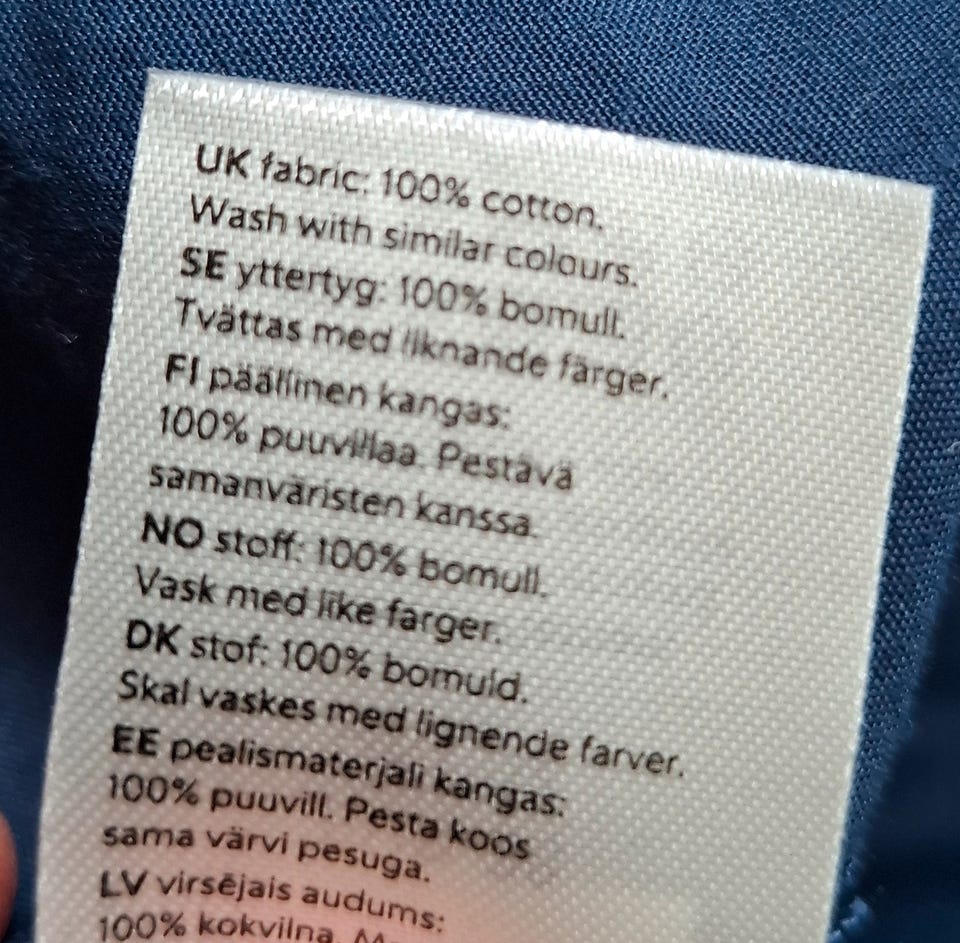 UK fabric: 100% cotton.
Wash with similar colours.
SE yttertyg: 100% bomull.
Tvättas med liknande färger.
FI päällinen kangas:
100% puuvillaa. Pestävä
samanväristen kanssa.
NO stoff: 100% bomull.
Vask med like farger.
DK stof: 100% bomuld.
Skal vaskes med lignende farver.
EE pealismaterjali kangas:
100% puuvill. Pesta koos
sama värvi pesuga.
LV virsējais audums:
100% kokvilna.